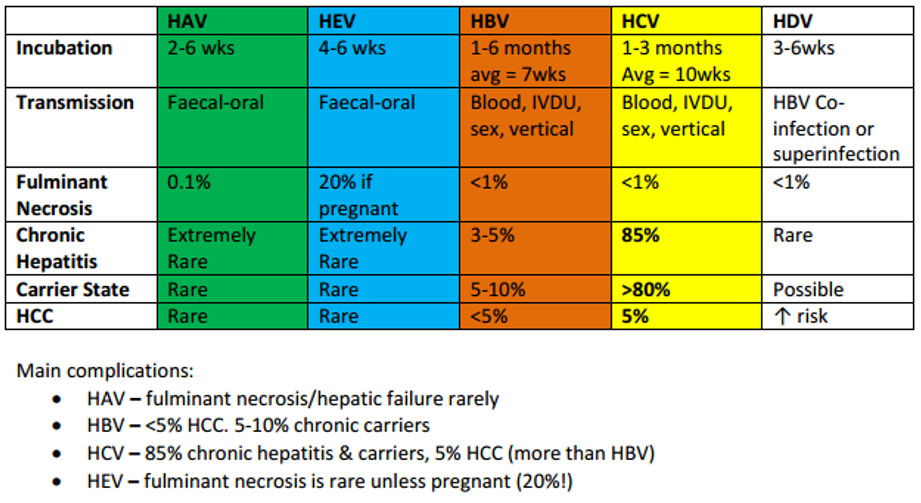 HAV HEV HBV HCV HDV
Incubation 2-6 wks 4-6 wks 1-6 months 1-3 months 3-6wks
avg = 7wks Avg = 10wks
Transmission Faecal-oral Faecal-oral Blood, IVDU, Blood, IVDU, HBV Co-
sex, vertical sex, vertical infection or
superinfection
Fulminant 0.1% 20% if <1% <1% <1%
Necrosis pregnant
Chronic Extremely Extremely 3-5% 85% Rare
Hepatitis Rare Rare
Carrier State Rare Rare 5-10% >80% Possible
HCC Rare Rare <5% 5% ↑ risk
Main complications:
• HAV – fulminant necrosis/hepatic failure rarely
• HBV – <5% HCC. 5-10% chronic carriers
• HCV – 85% chronic hepatitis & carriers, 5% HCC (more than HBV)
• HEV – fulminant necrosis is rare unless pregnant (20%!)